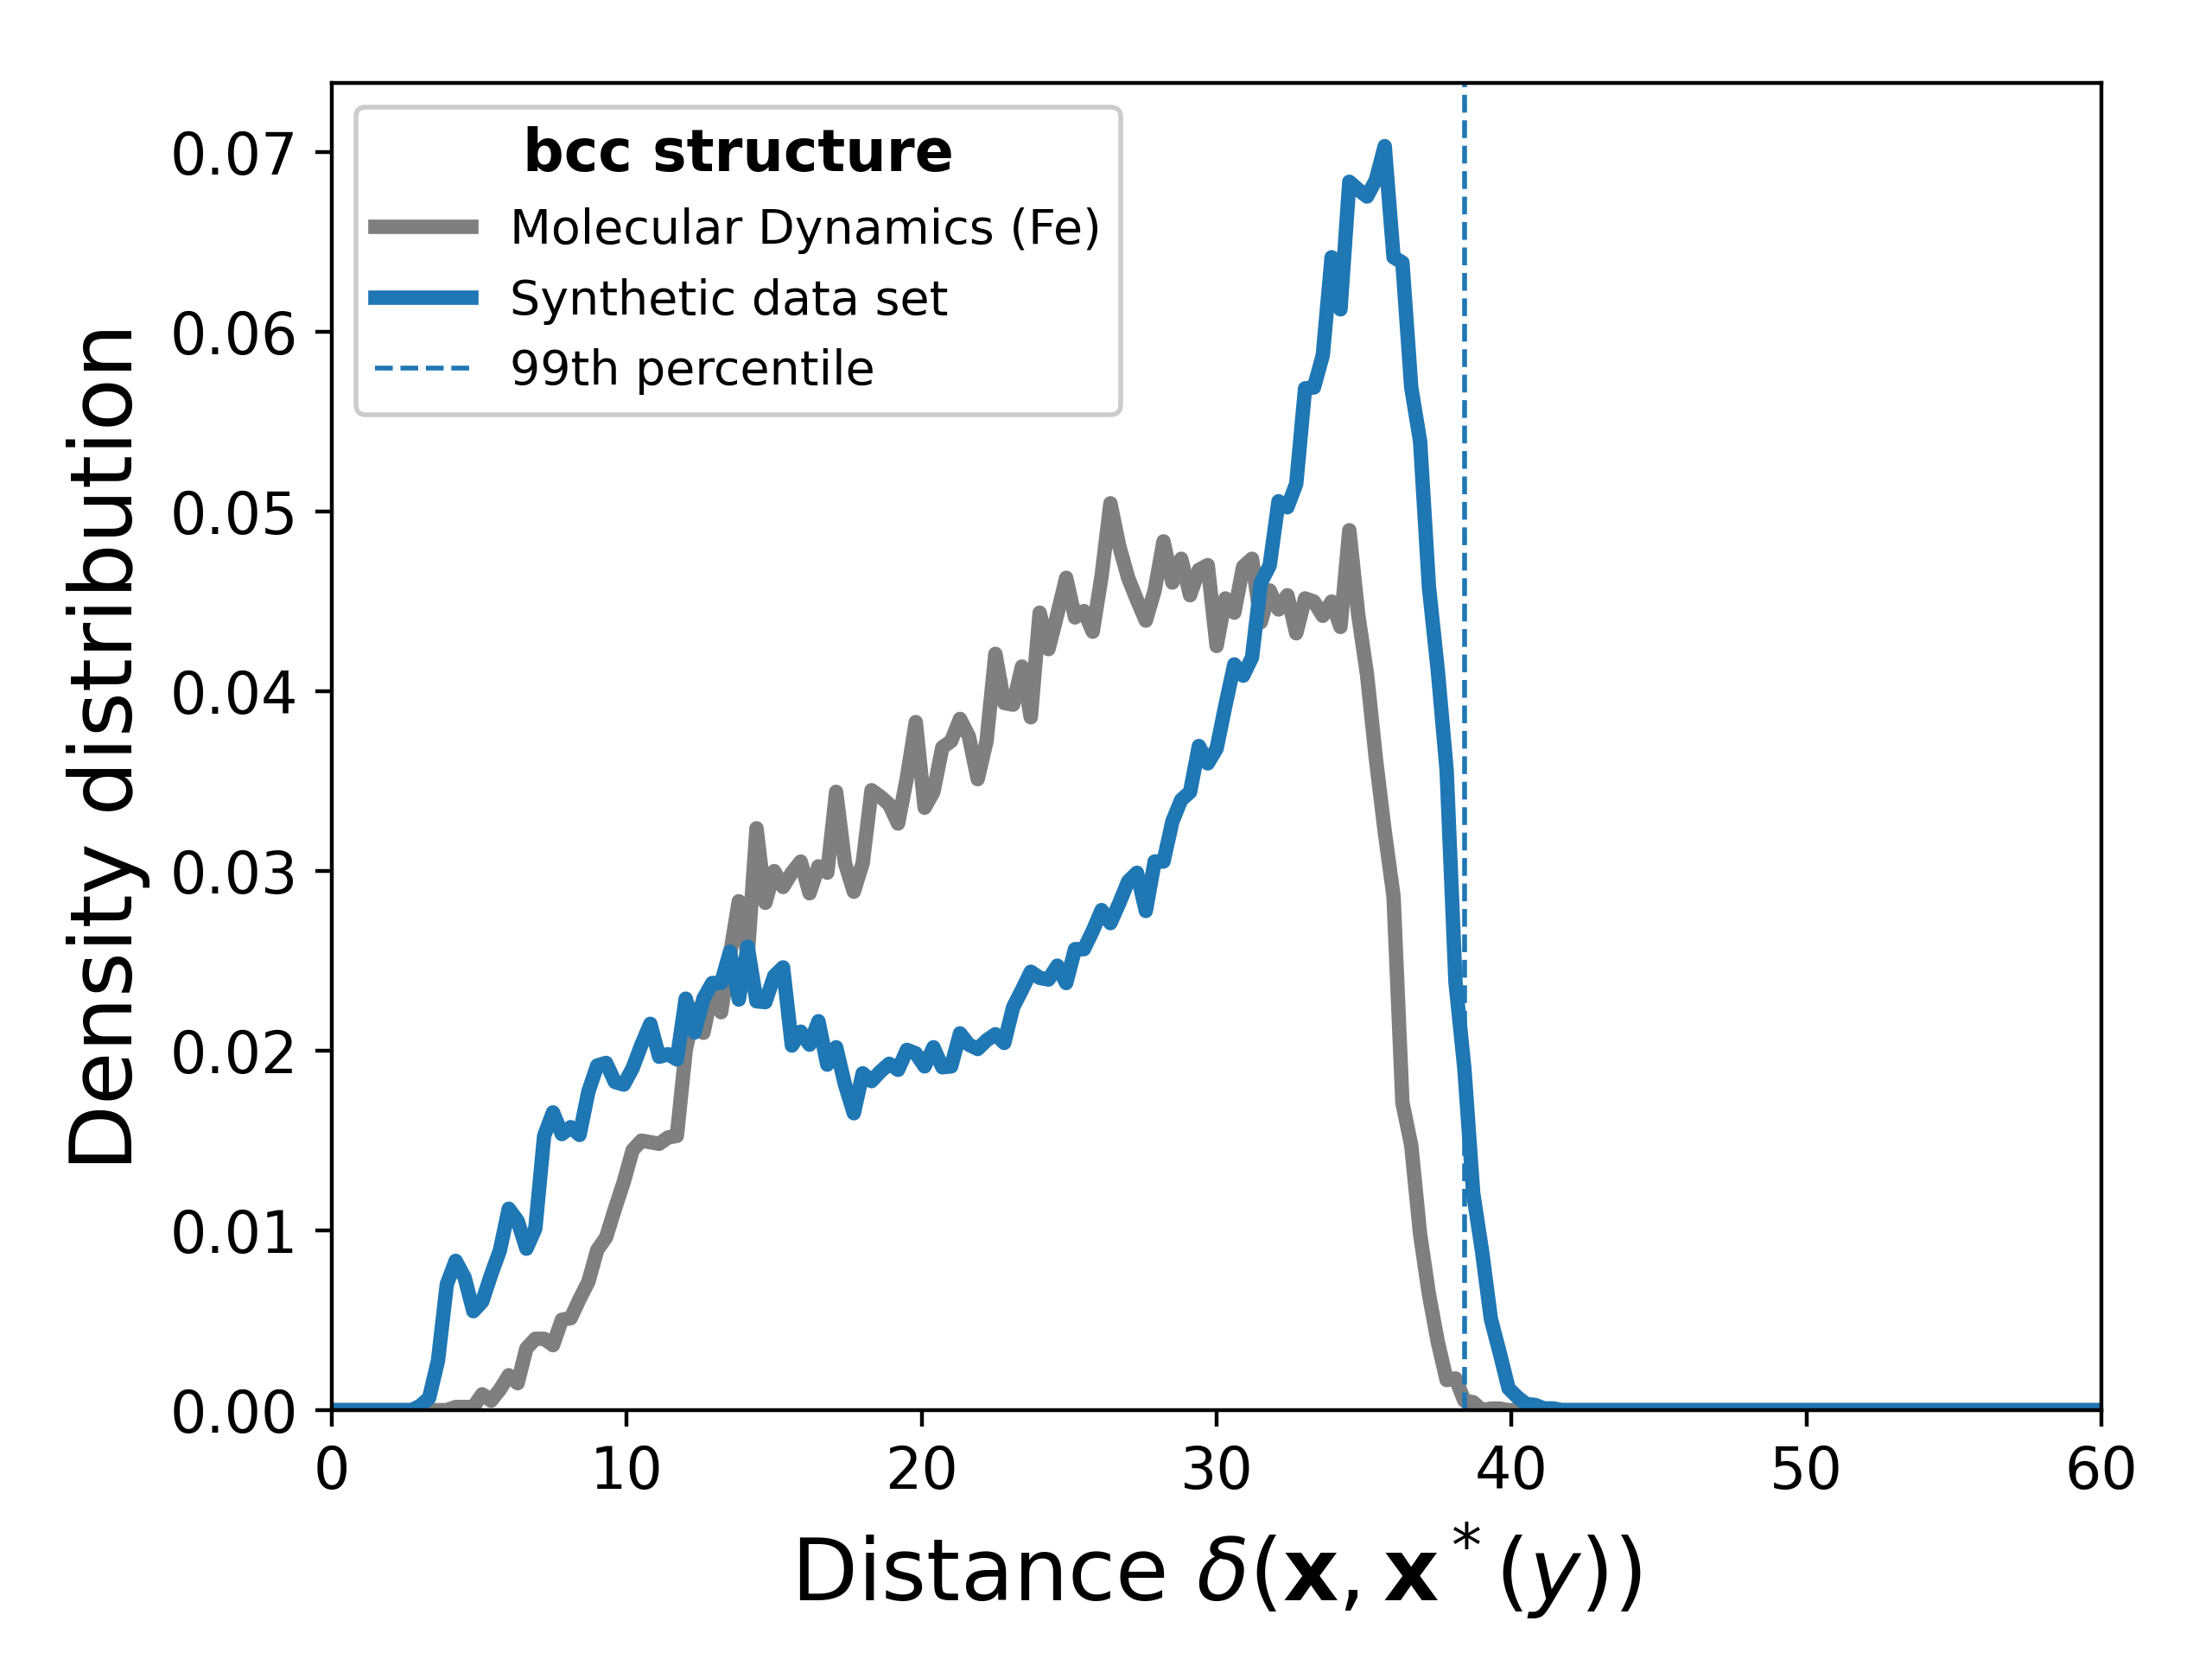 bcc structure
Molecular Dynamics (Fe)
Synthetic data set
99th percentile
Density distribution
0.07
0.06
0.05
0.04
0.03
0.02
0.01
0.00
0 10 20 30 40 50 60
Distance δ(𝐱, 𝐱*(y))